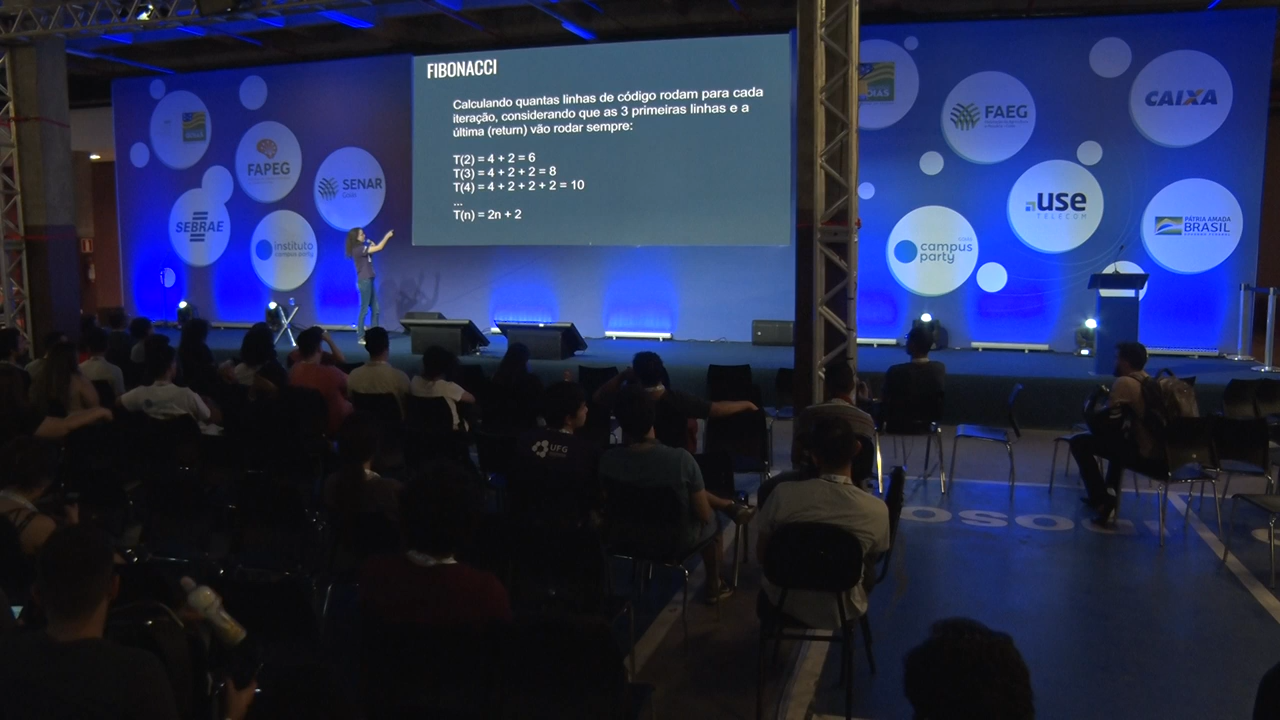 FIBONACCI
Calculando quantas linhas de código rodam para cada
iteração, considerando que as 3 primeiras linhas e a
última (return) vão rodar sempre:
T(2) = 4 + 2 = 6
T(3) = 4 + 2 + 2 = 8
T(4) = 4 + 2 + 2 + 2 = 10
...
T(n) = 2n + 2
FAPEG
SENAR
Goiás
SEBRAE
instituto
campus party
FAEG
CAIXA
use
TELECOM
PÁTRIA AMADA
BRASIL
campus
party
UFG